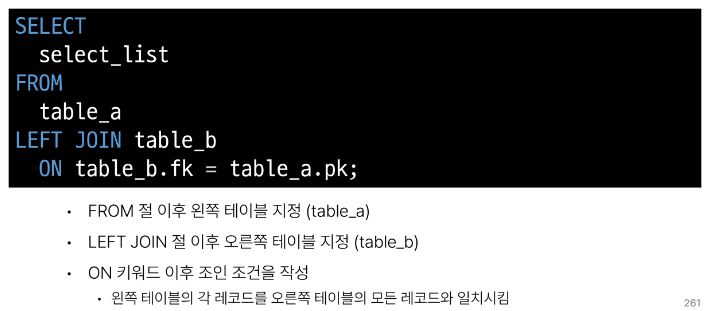 SELECT
select_list
FROM
table_a
LEFT JOIN table_b
ON table_b.fk = table_a.pk;
• FROM 절 이후 왼쪽 테이블 지정 (table_a)
• LEFT JOIN 절 이후 오른쪽 테이블 지정 (table_b)
• ON 키워드 이후 조인 조건을 작성
• 왼쪽 테이블의 각 레코드를 오른쪽 테이블의 모든 레코드와 일치시킴
261